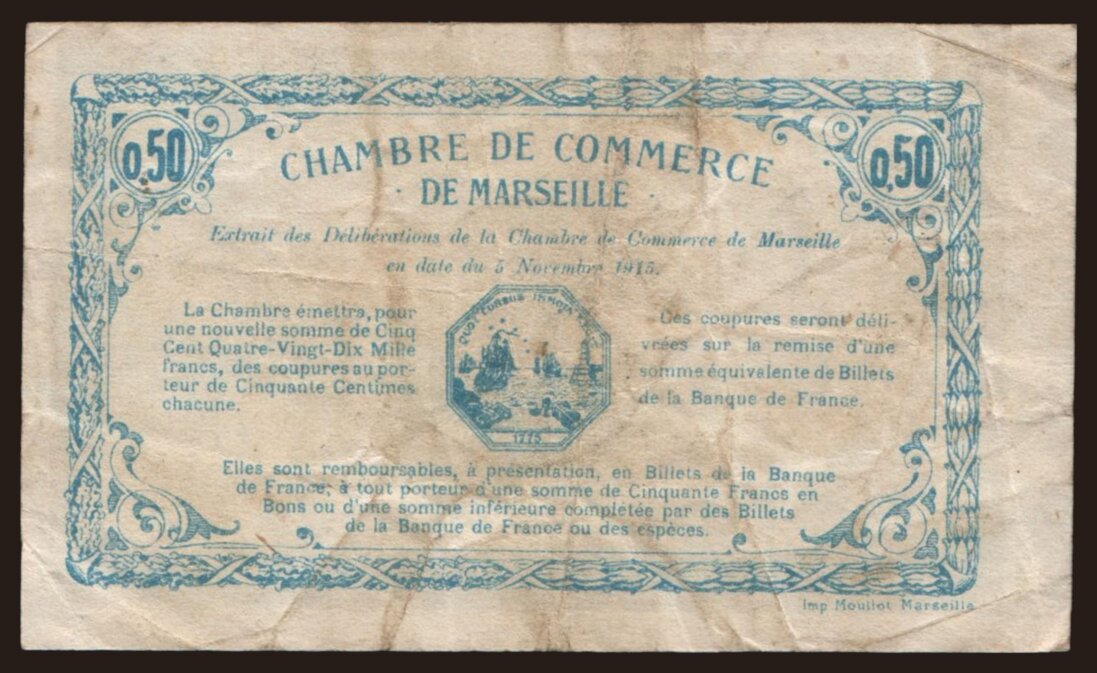 0,50
0,50
CHAMBRE DE COMMERCE
· DE MARSEILLE ·
Extrait des Délibérations de la Chambre de Commerce de Marseille
en date du 5 Novembre 1915.
La Chambre émettra, pour
une nouvelle somme de Cinq
Cent Quatre-Vingt-Dix Mille
francs, des coupures au por-
teur de Cinquante Centimes
chacune.
QUO CURSUS IMMOTA
1775
Ces coupures seront déli-
vrées sur la remise d'une
somme équivalente de Billets
de la Banque de France.
Elles sont remboursables, à présentation, en Billets de la Banque
de France, à tout porteur d'une somme de Cinquante Francs en
Bons ou d'une somme inférieure complétée par des Billets
de la Banque de France ou des espèces.
Imp Moullot Marseille